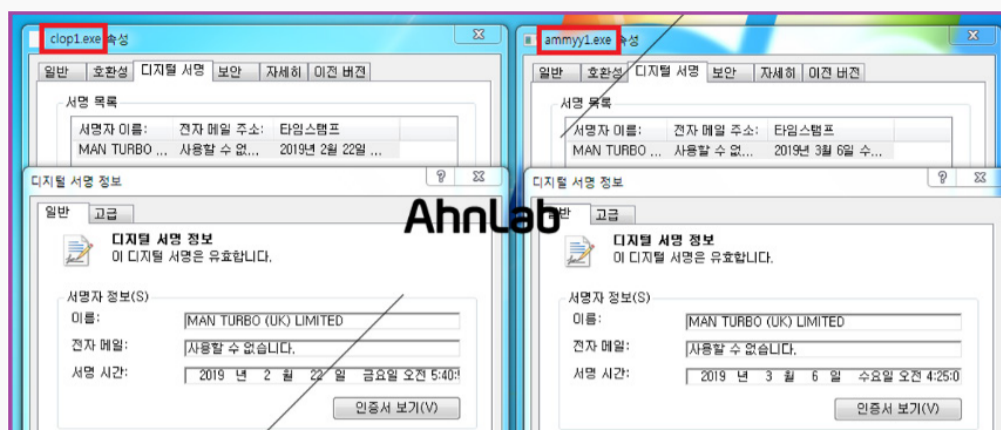 clop1.exe 속성
일반 호환성 디지털 서명 보안 자세히 이전 버전
서명 목록
서명자 이름: 전자 메일 주소: 타임스탬프
MAN TURBO ... 사용할 수 없... 2019년 2월 22일 ...
디지털 서명 정보
일반 고급
디지털 서명 정보
이 디지털 서명은 유효합니다.
서명자 정보(S)
이름: MAN TURBO (UK) LIMITED
전자 메일: 사용할 수 없습니다.
서명 시간: 2019 년 2 월 22 일 금요일 오전 5:40:
인증서 보기(V)
ammyy1.exe 속성
일반 호환성 디지털 서명 보안 자세히 이전 버전
서명 목록
서명자 이름: 전자 메일 주소: 타임스탬프
MAN TURBO ... 사용할 수 없... 2019년 3월 6일 수...
디지털 서명 정보
일반 고급
디지털 서명 정보
이 디지털 서명은 유효합니다.
서명자 정보(S)
이름: MAN TURBO (UK) LIMITED
전자 메일: 사용할 수 없습니다.
서명 시간: 2019 년 3 월 6 일 수요일 오전 4:25:0
인증서 보기(V)
AhnLab